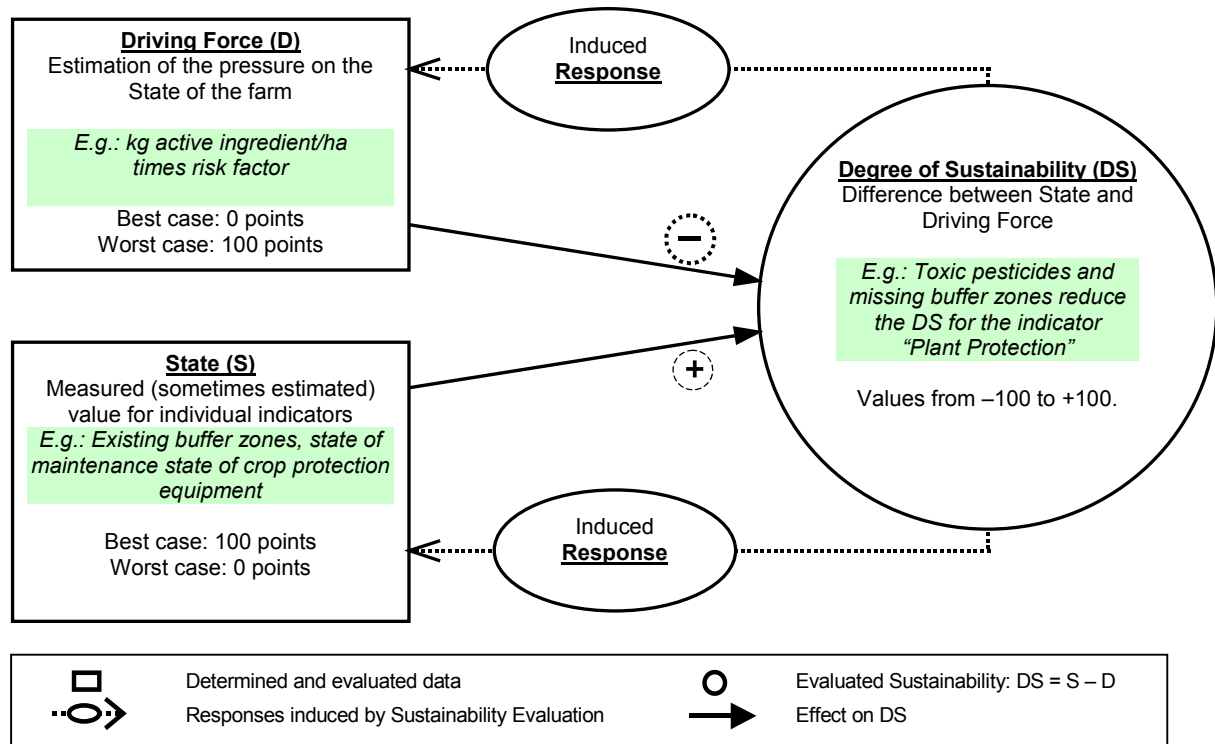 Driving Force (D)
Estimation of the pressure on the
State of the farm
E.g.: kg active ingredient/ha
times risk factor
Best case: 0 points
Worst case: 100 points
Induced
Response
–
Degree of Sustainability (DS)
Difference between State and
Driving Force
E.g.: Toxic pesticides and
missing buffer zones reduce
the DS for the indicator
“Plant Protection”
Values from –100 to +100.
State (S)
Measured (sometimes estimated)
value for individual indicators
E.g.: Existing buffer zones, state of
maintenance state of crop protection
equipment
Best case: 100 points
Worst case: 0 points
+
Induced
Response
Determined and evaluated data
Responses induced by Sustainability Evaluation
Evaluated Sustainability: DS = S – D
Effect on DS